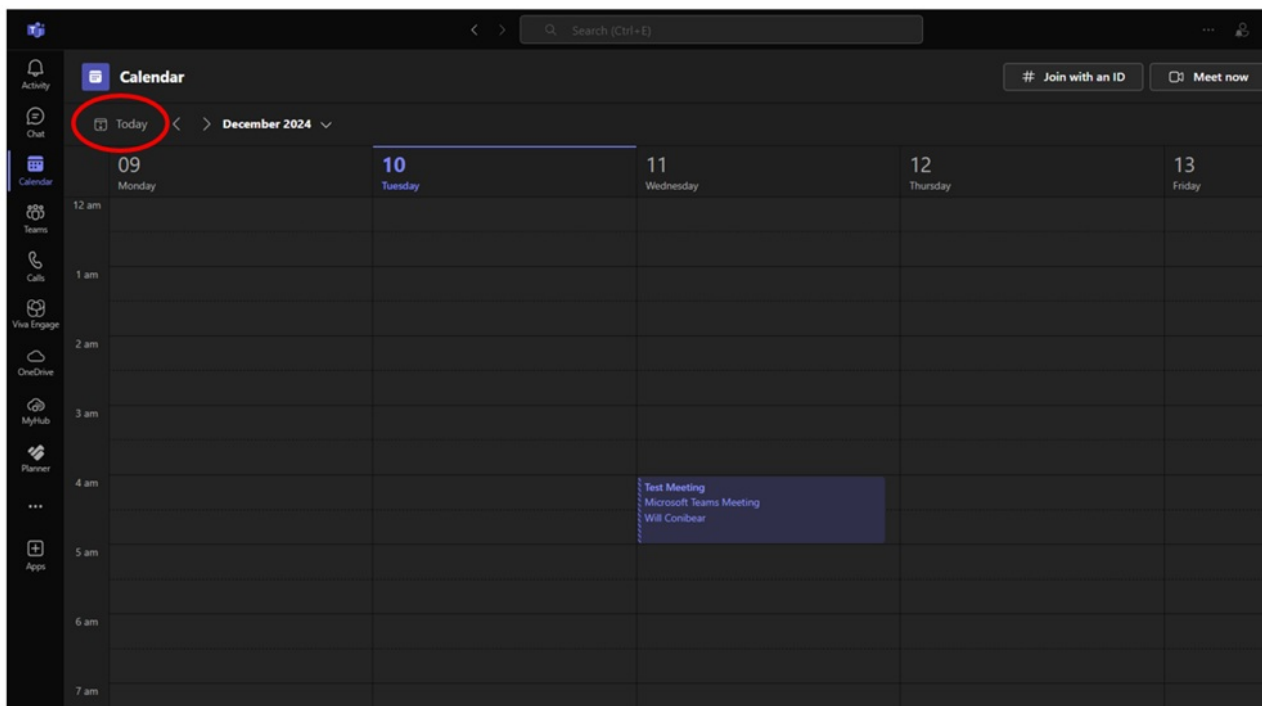 Search (Ctrl+E)
Activity
Chat
Calendar
Teams
Calls
Viva Engage
OneDrive
MyHub
Planner
Apps
Calendar
# Join with an ID
Meet now
Today
December 2024
09
Monday
10
Tuesday
11
Wednesday
12
Thursday
13
Friday
12 am
1 am
2 am
3 am
4 am
Test Meeting
Microsoft Teams Meeting
Will Conibear
5 am
6 am
7 am